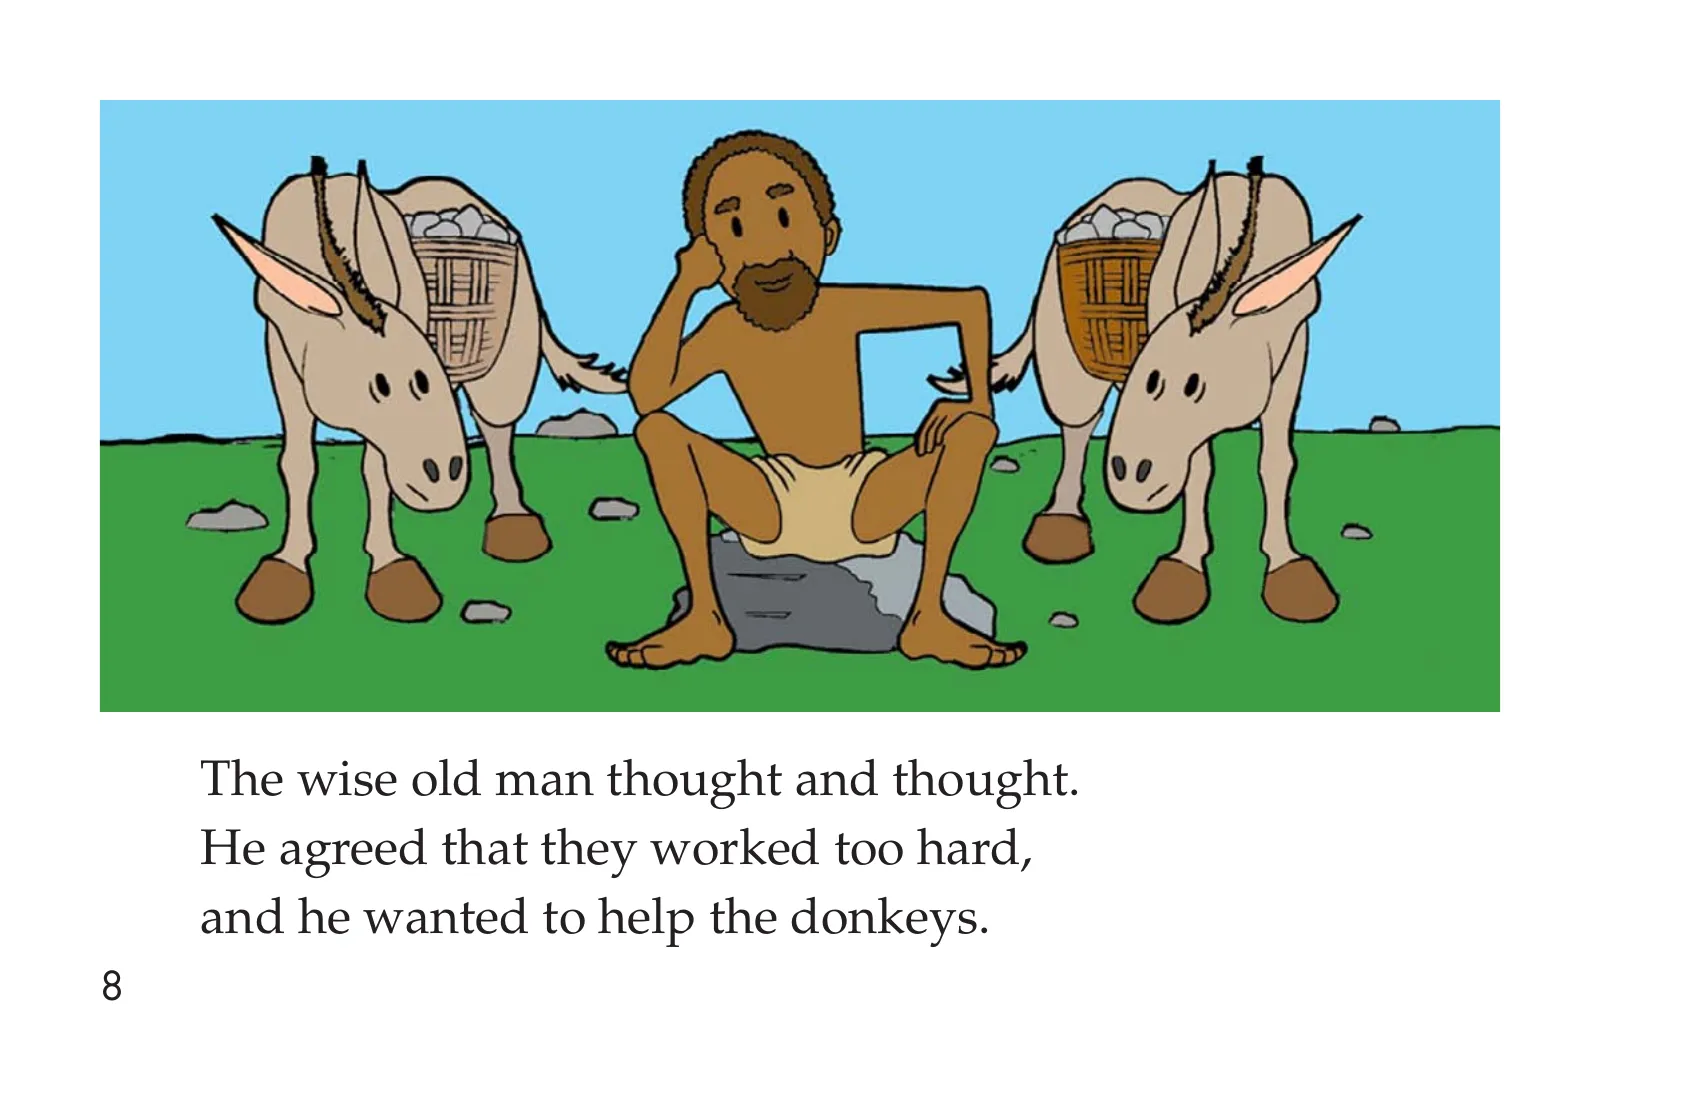 The wise old man thought and thought.
He agreed that they worked too hard,
and he wanted to help the donkeys.
8